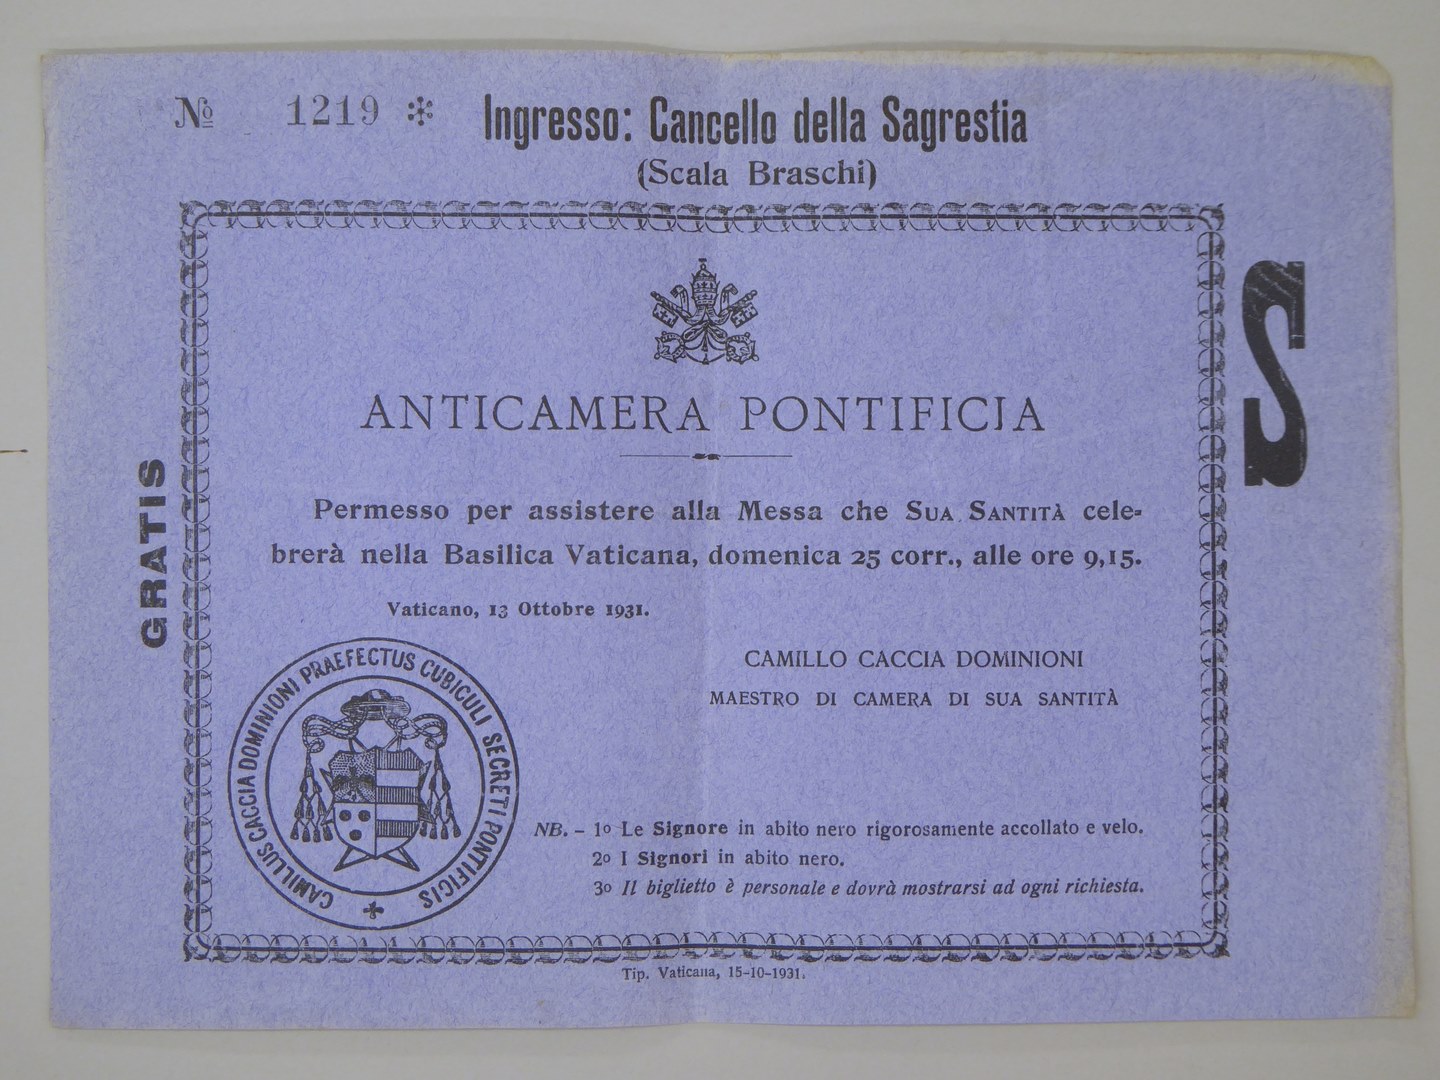 № 1219 * Ingresso: Cancello della Sagrestia
(Scala Braschi)
S
GRATIS
ANTICAMERA PONTIFICIA
Permesso per assistere alla Messa che SUA SANTITÀ cele-
brerà nella Basilica Vaticana, domenica 25 corr., alle ore 9,15.
Vaticano, 13 Ottobre 1931.
CAMILLO CACCIA DOMINIONI
MAESTRO DI CAMERA DI SUA SANTITÀ
CAMILLUS CACCIA DOMINIONI PRAEFECTUS CUBICULI SECRETI PONTIFICIS
NB. - 1º Le Signore in abito nero rigorosamente accollato e velo.
2º I Signori in abito nero.
3º Il biglietto è personale e dovrà mostrarsi ad ogni richiesta.
Tip. Vaticana, 15-10-1931.